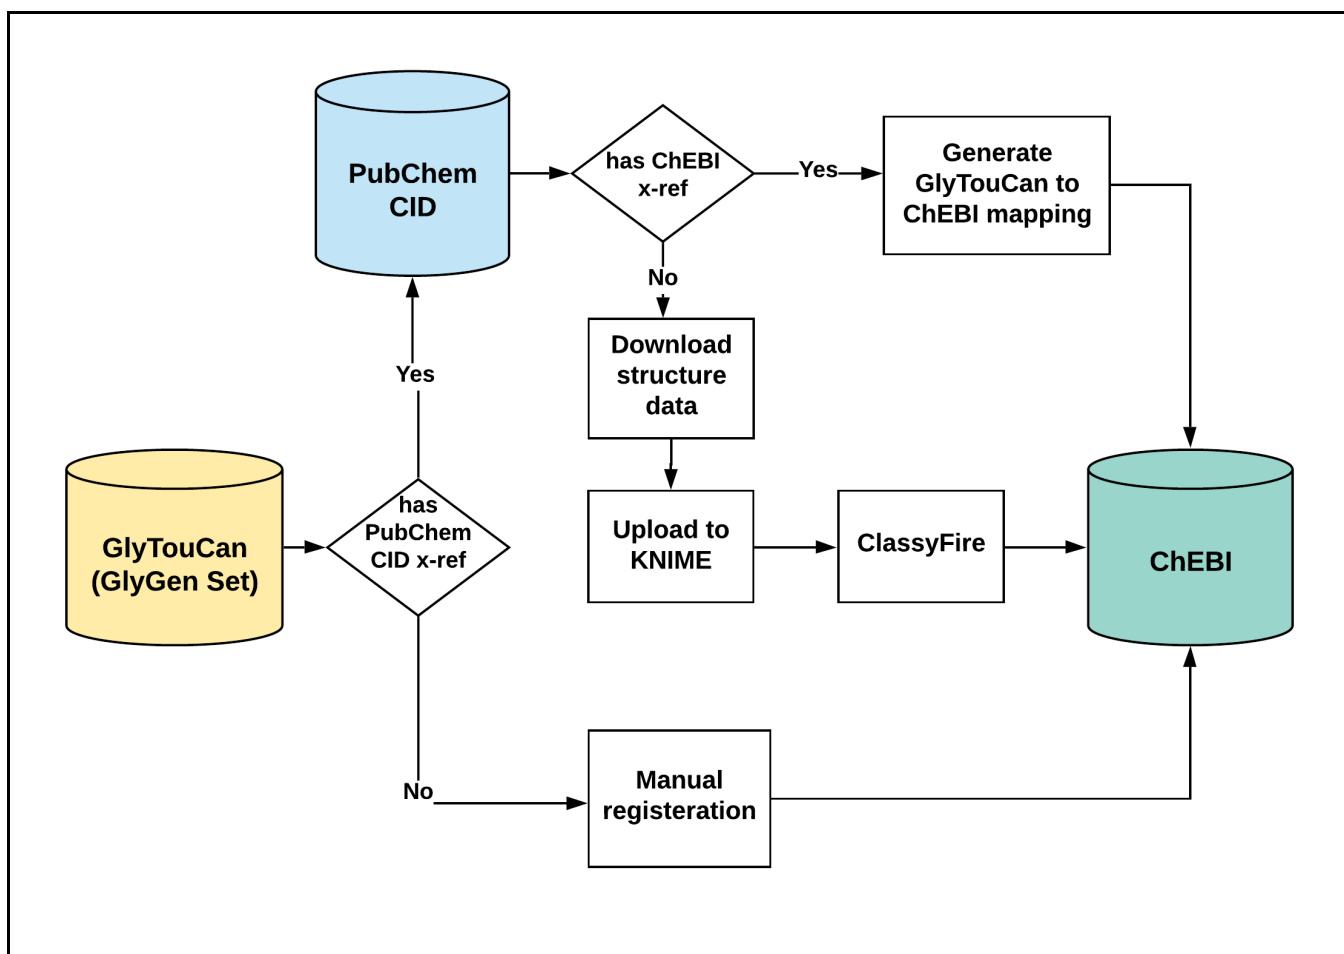 PubChem
CID
has ChEBI
x-ref
Yes
Generate
GlyTouCan to
ChEBI mapping
No
Download
structure
data
Yes
GlyTouCan
(GlyGen Set)
has
PubChem
CID x-ref
Upload to
KNIME
ClassyFire
ChEBI
No
Manual
registeration